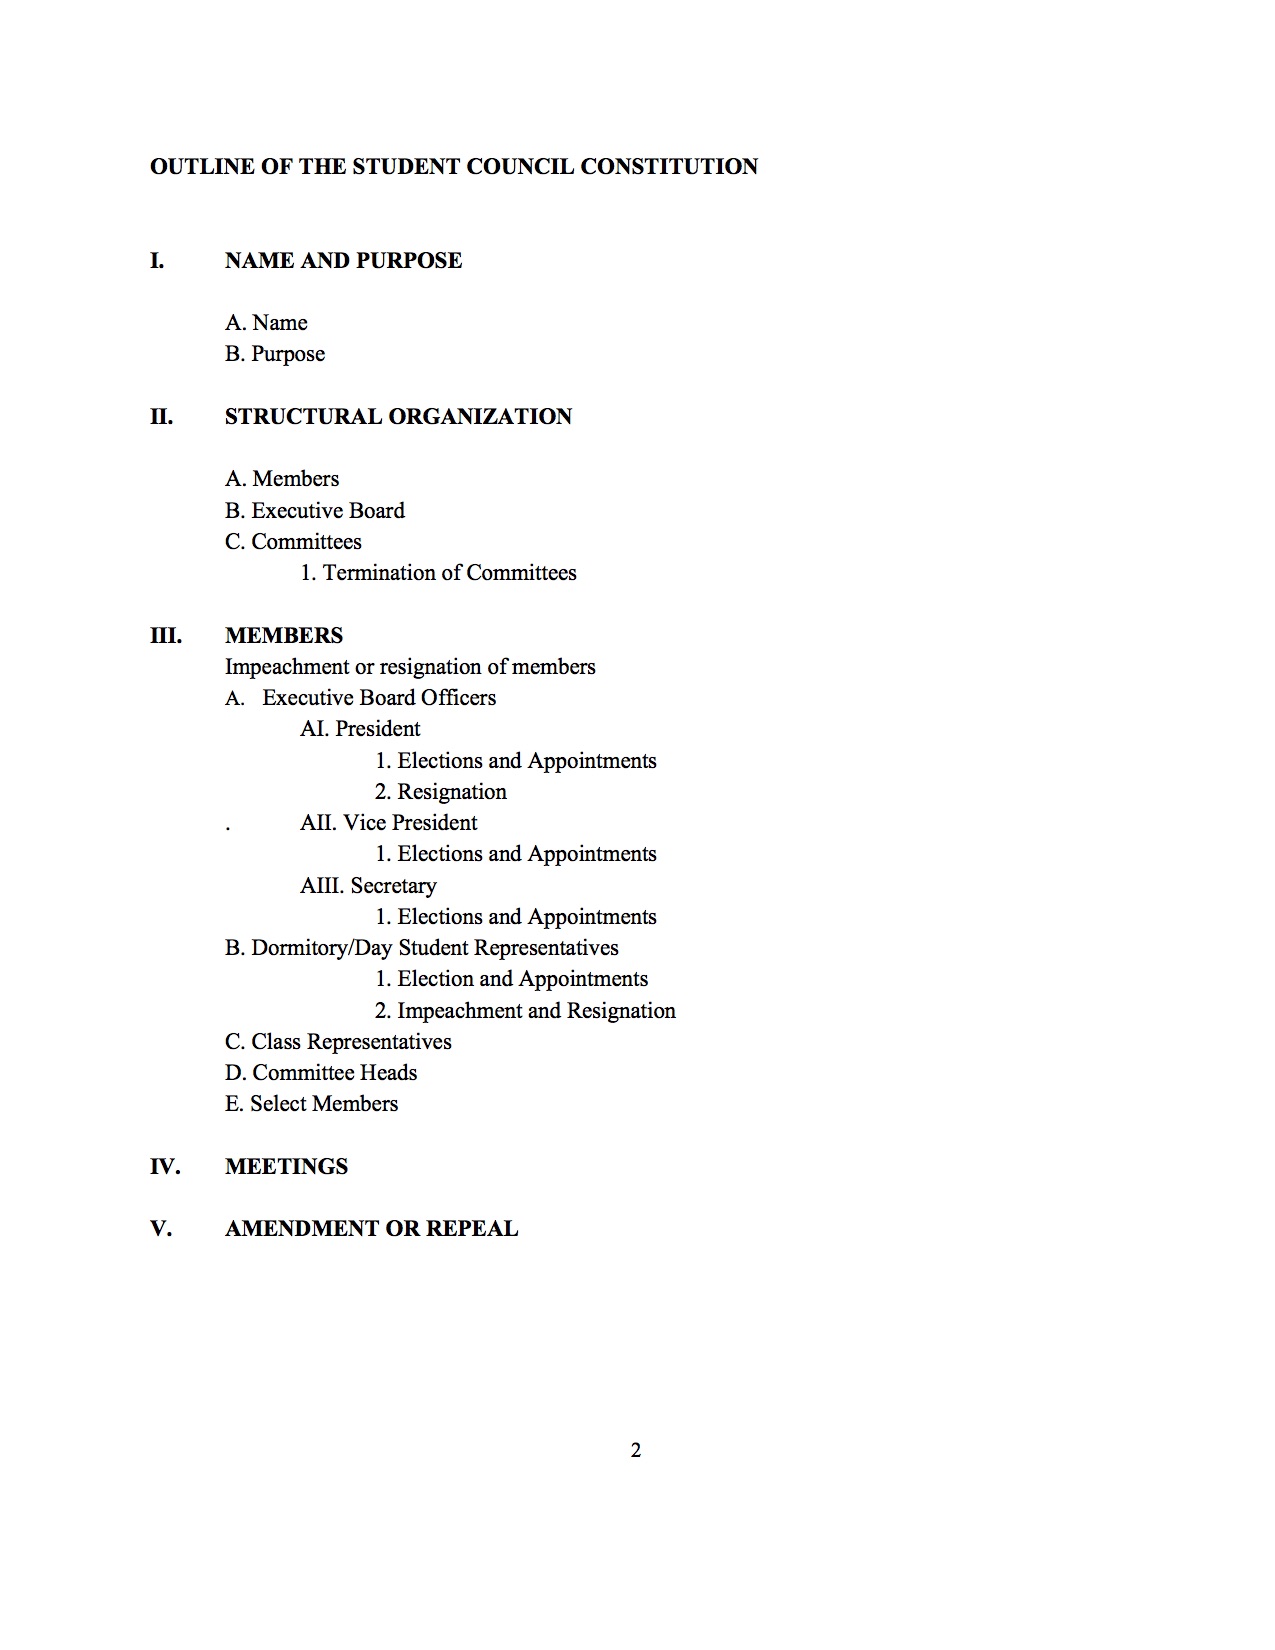 OUTLINE OF THE STUDENT COUNCIL CONSTITUTION
I. NAME AND PURPOSE
A. Name
B. Purpose
II. STRUCTURAL ORGANIZATION
A. Members
B. Executive Board
C. Committees
1. Termination of Committees
III. MEMBERS
Impeachment or resignation of members
A. Executive Board Officers
AI. President
1. Elections and Appointments
2. Resignation
. AII. Vice President
1. Elections and Appointments
AIII. Secretary
1. Elections and Appointments
B. Dormitory/Day Student Representatives
1. Election and Appointments
2. Impeachment and Resignation
C. Class Representatives
D. Committee Heads
E. Select Members
IV. MEETINGS
V. AMENDMENT OR REPEAL
2